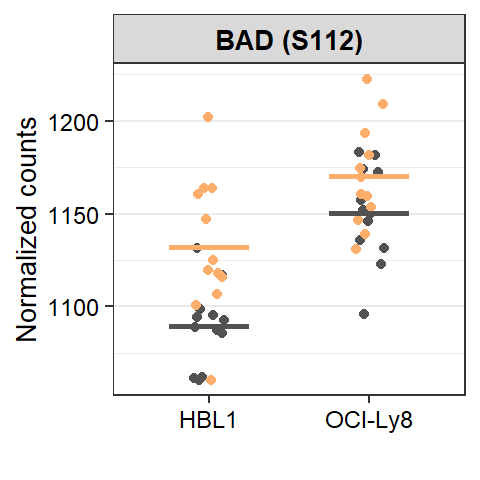 BAD (S112)
Normalized counts
1200
1150
1100
HBL1
OCI-Ly8